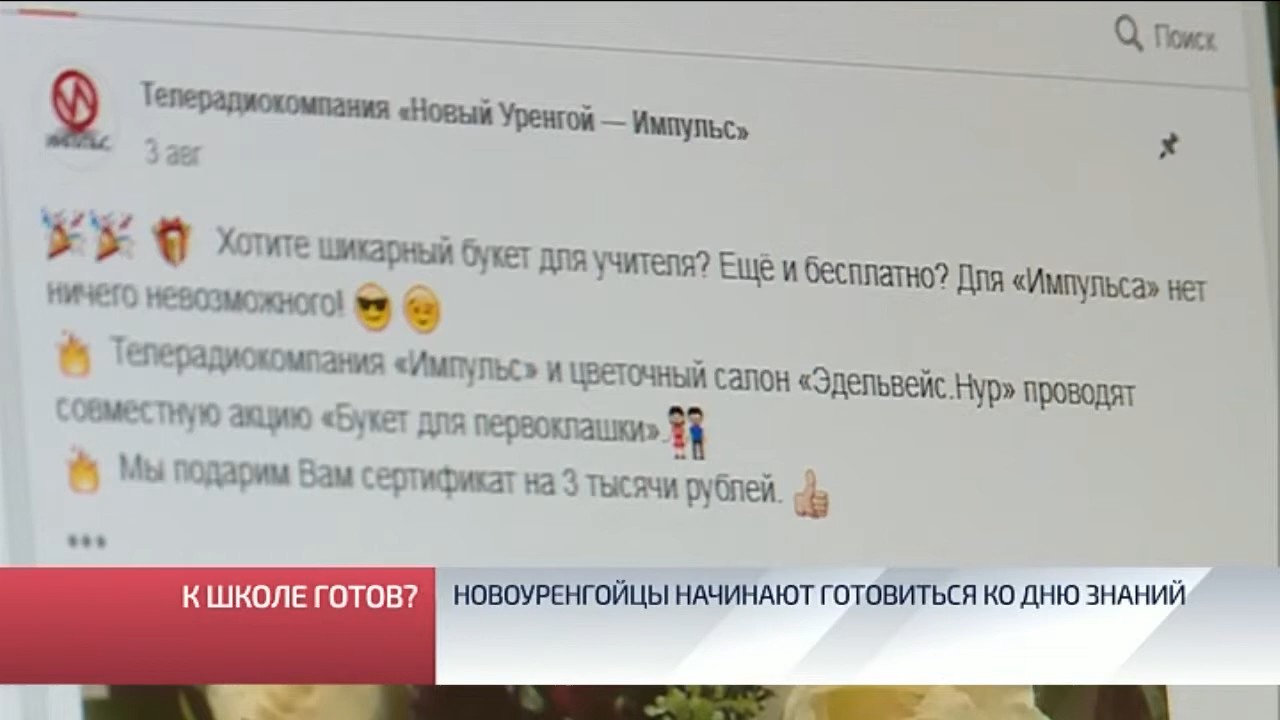 Поиск
Телерадиокомпания «Новый Уренгой — Импульс»
ИМПУЛЬС
3 авг
Хотите шикарный букет для учителя? Ещё и бесплатно? Для «Импульса» нет
ничего невозможного!
Телерадиокомпания «Импульс» и цветочный салон «Эдельвейс.Нур» проводят
совместную акцию «Букет для первоклашки».
Мы подарим Вам сертификат на 3 тысячи рублей.
К ШКОЛЕ ГОТОВ?
НОВОУРЕНГОЙЦЫ НАЧИНАЮТ ГОТОВИТЬСЯ КО ДНЮ ЗНАНИЙ